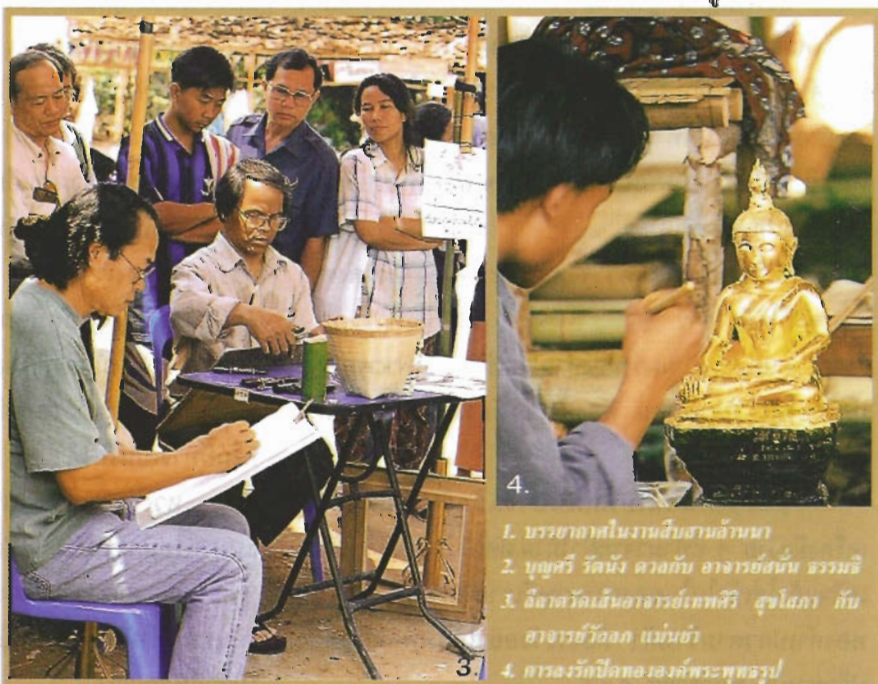 3.
4.
1. บรรยากาศในงานสืบสานล้านนา
2. บุญศรี รัตนัง ดวลกับ อาจารย์สนั่น ธรรมธิ
3. ลีลาตวัดเส้นอาจารย์เทพศิริ สุขโสภา กับ
อาจารย์วัลลภ แม่นยำ
4. การลงรักปิดทององค์พระพุทธรูป